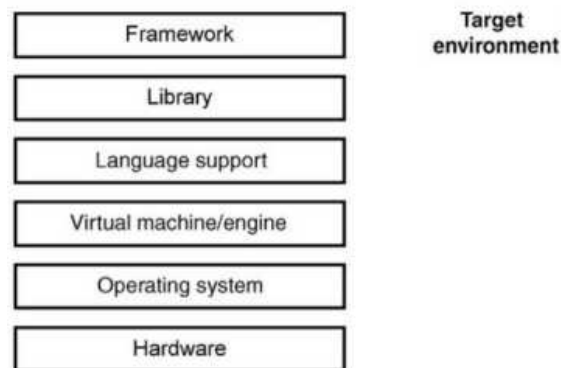 Framework
Target
environment
Library
Language support
Virtual machine/engine
Operating system
Hardware